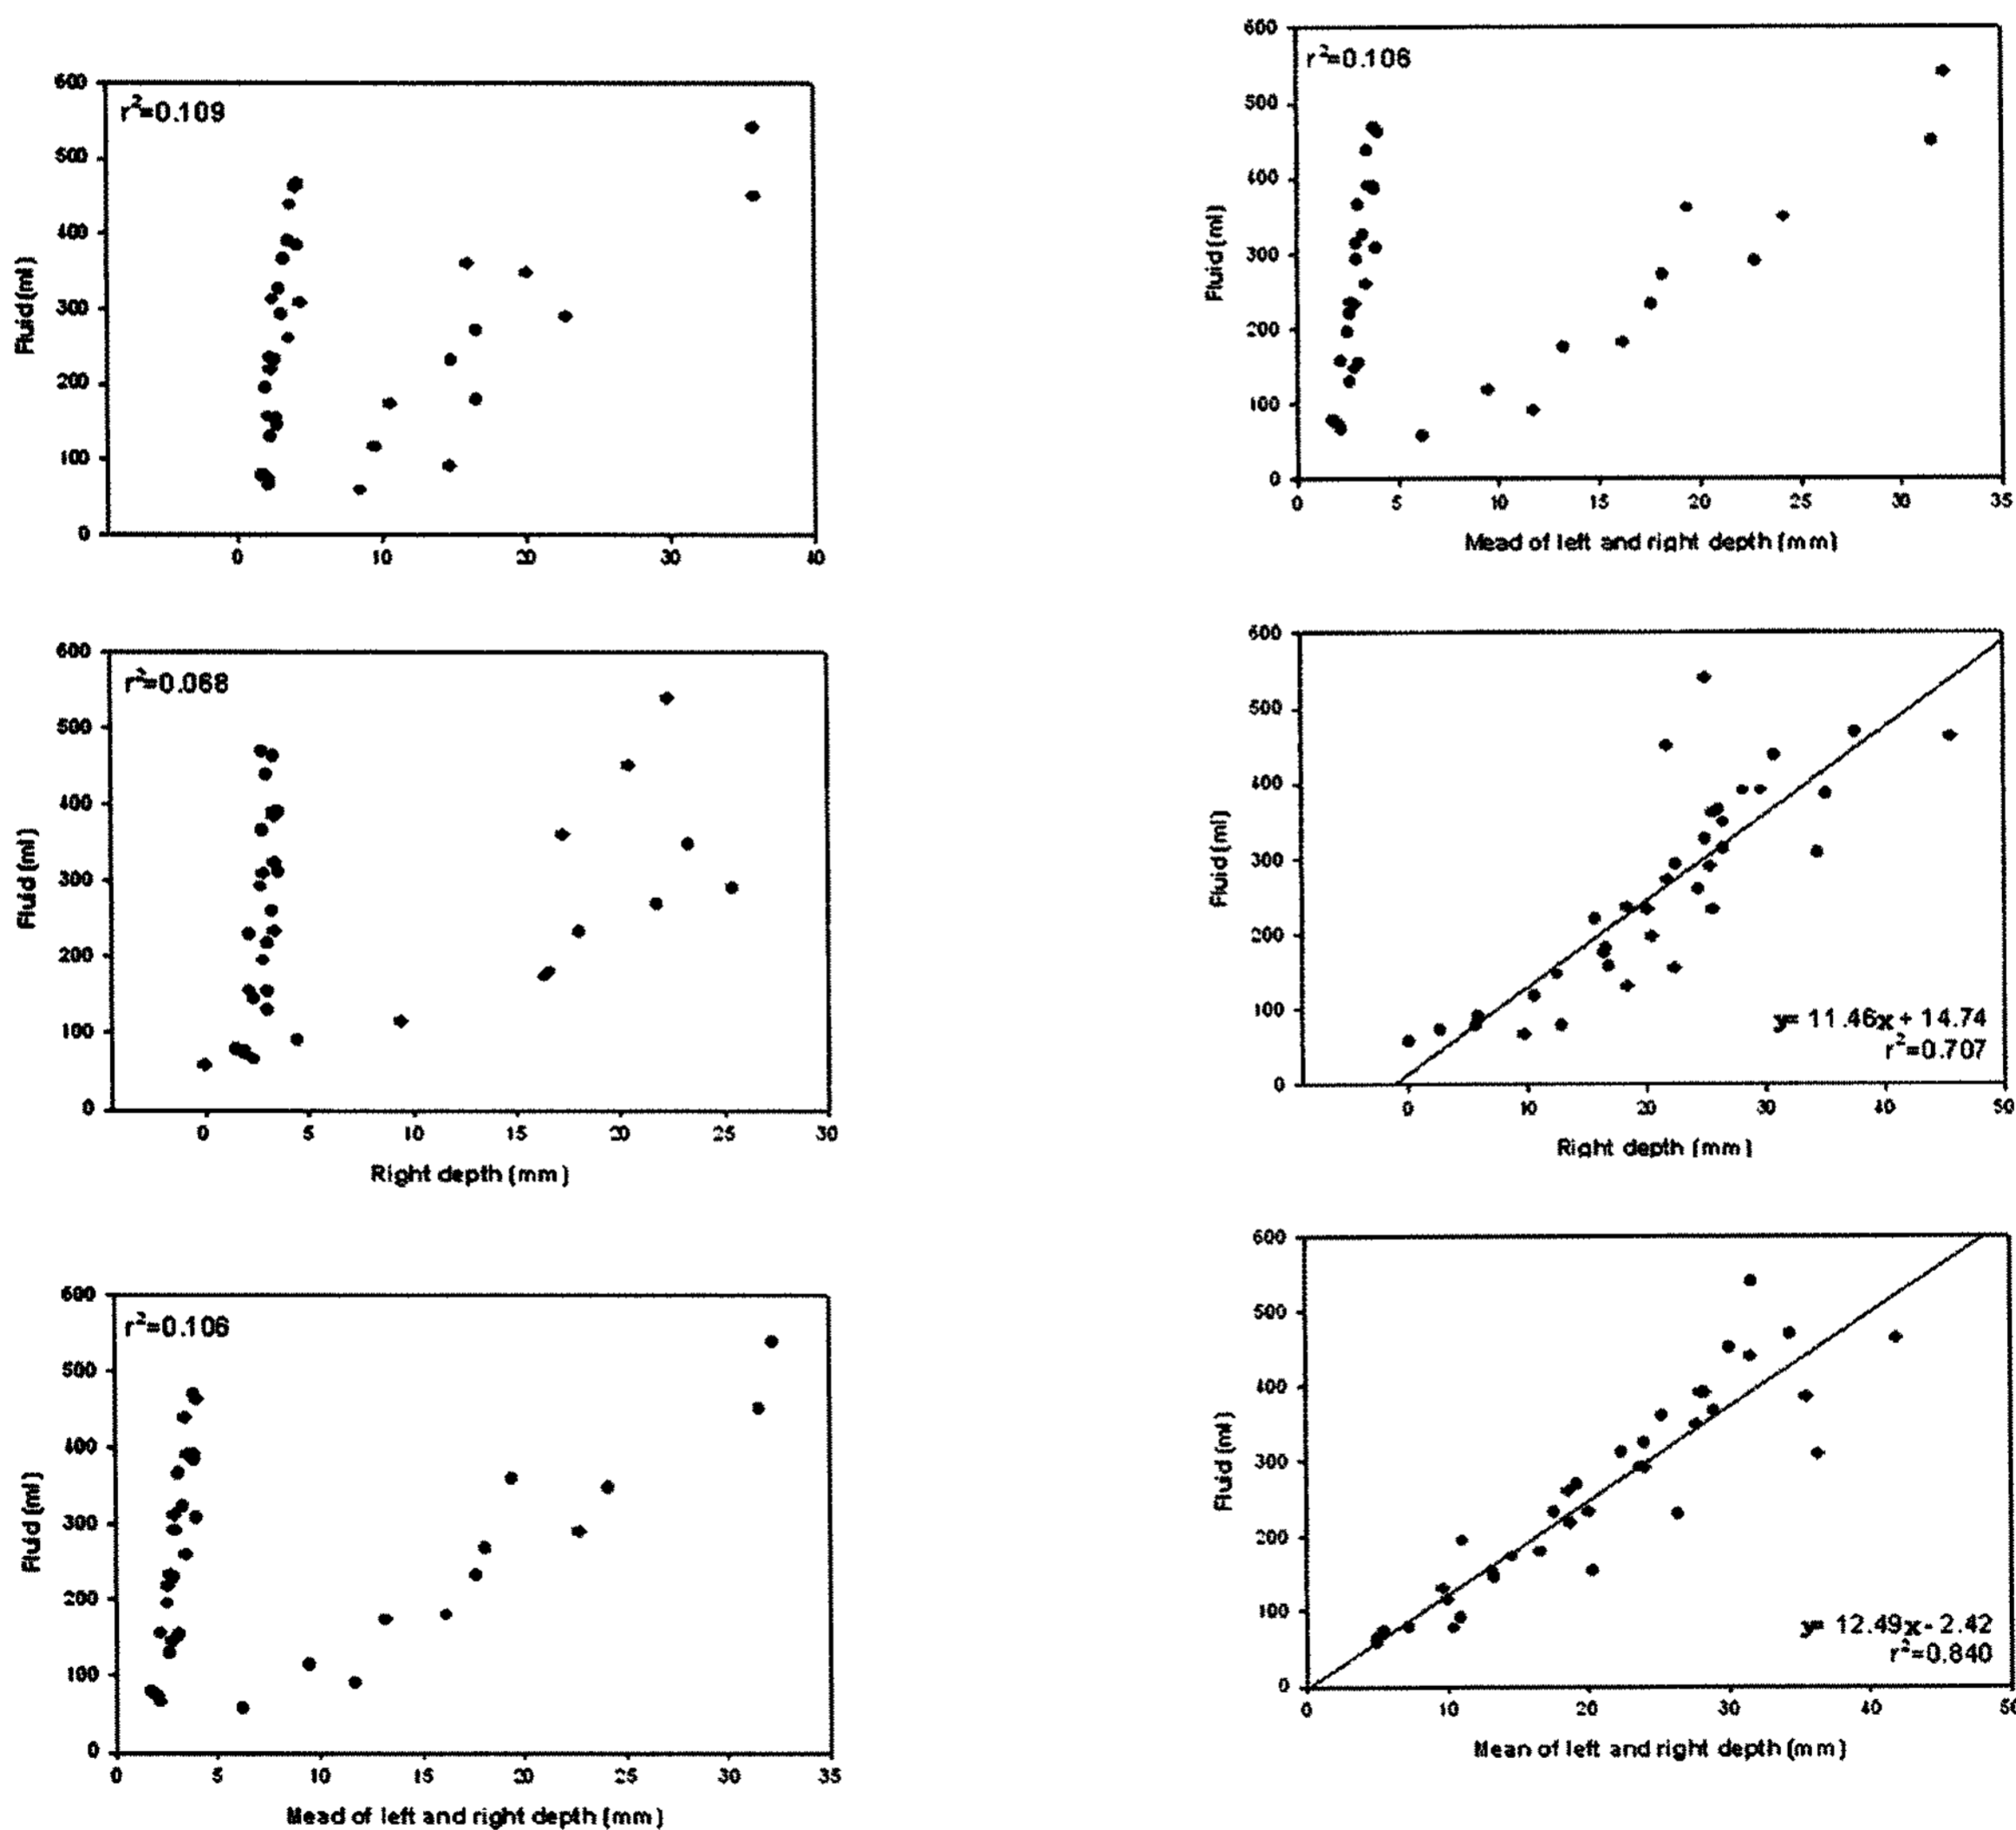 r²=0.109
600
500
400
300
200
100
0
Fluid (ml)
0 10 20 30 40
r²=0.068
600
500
400
300
200
100
0
Fluid (ml)
0 5 10 15 20 25 30
Right depth (mm)
r²=0.106
600
500
400
300
200
100
0
Fluid (ml)
0 5 10 15 20 25 30 35
Mead of left and right depth (mm)
r²=0.106
600
500
400
300
200
100
0
Fluid (ml)
0 5 10 15 20 25 30 35
Mead of left and right depth (mm)
600
500
400
300
200
100
0
Fluid (ml)
y= 11.46x + 14.74
r²=0.707
0 10 20 30 40 50
Right depth (mm)
600
500
400
300
200
100
0
Fluid (ml)
y= 12.49x - 2.42
r²=0.840
0 10 20 30 40 50
Mean of left and right depth (mm)